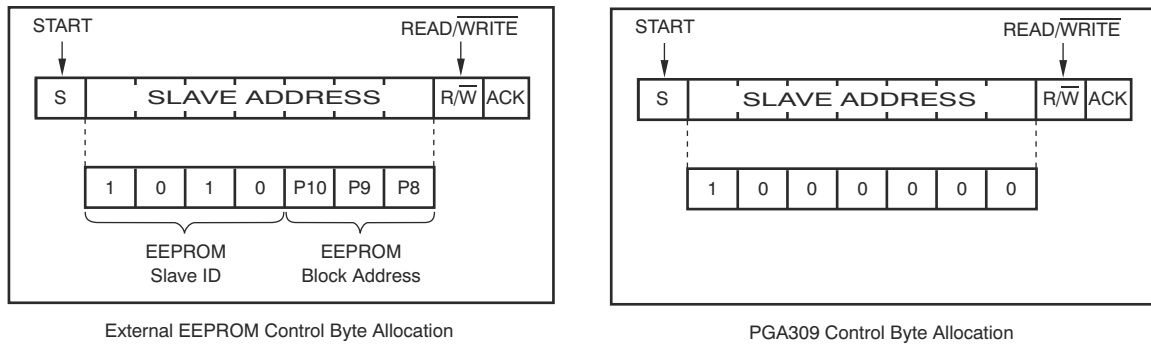 START
READ/WRITE
S SLAVE ADDRESS R/W ACK
1 0 1 0 P10 P9 P8
EEPROM
Slave ID
EEPROM
Block Address
External EEPROM Control Byte Allocation
START
READ/WRITE
S SLAVE ADDRESS R/W ACK
1 0 0 0 0 0 0
PGA309 Control Byte Allocation